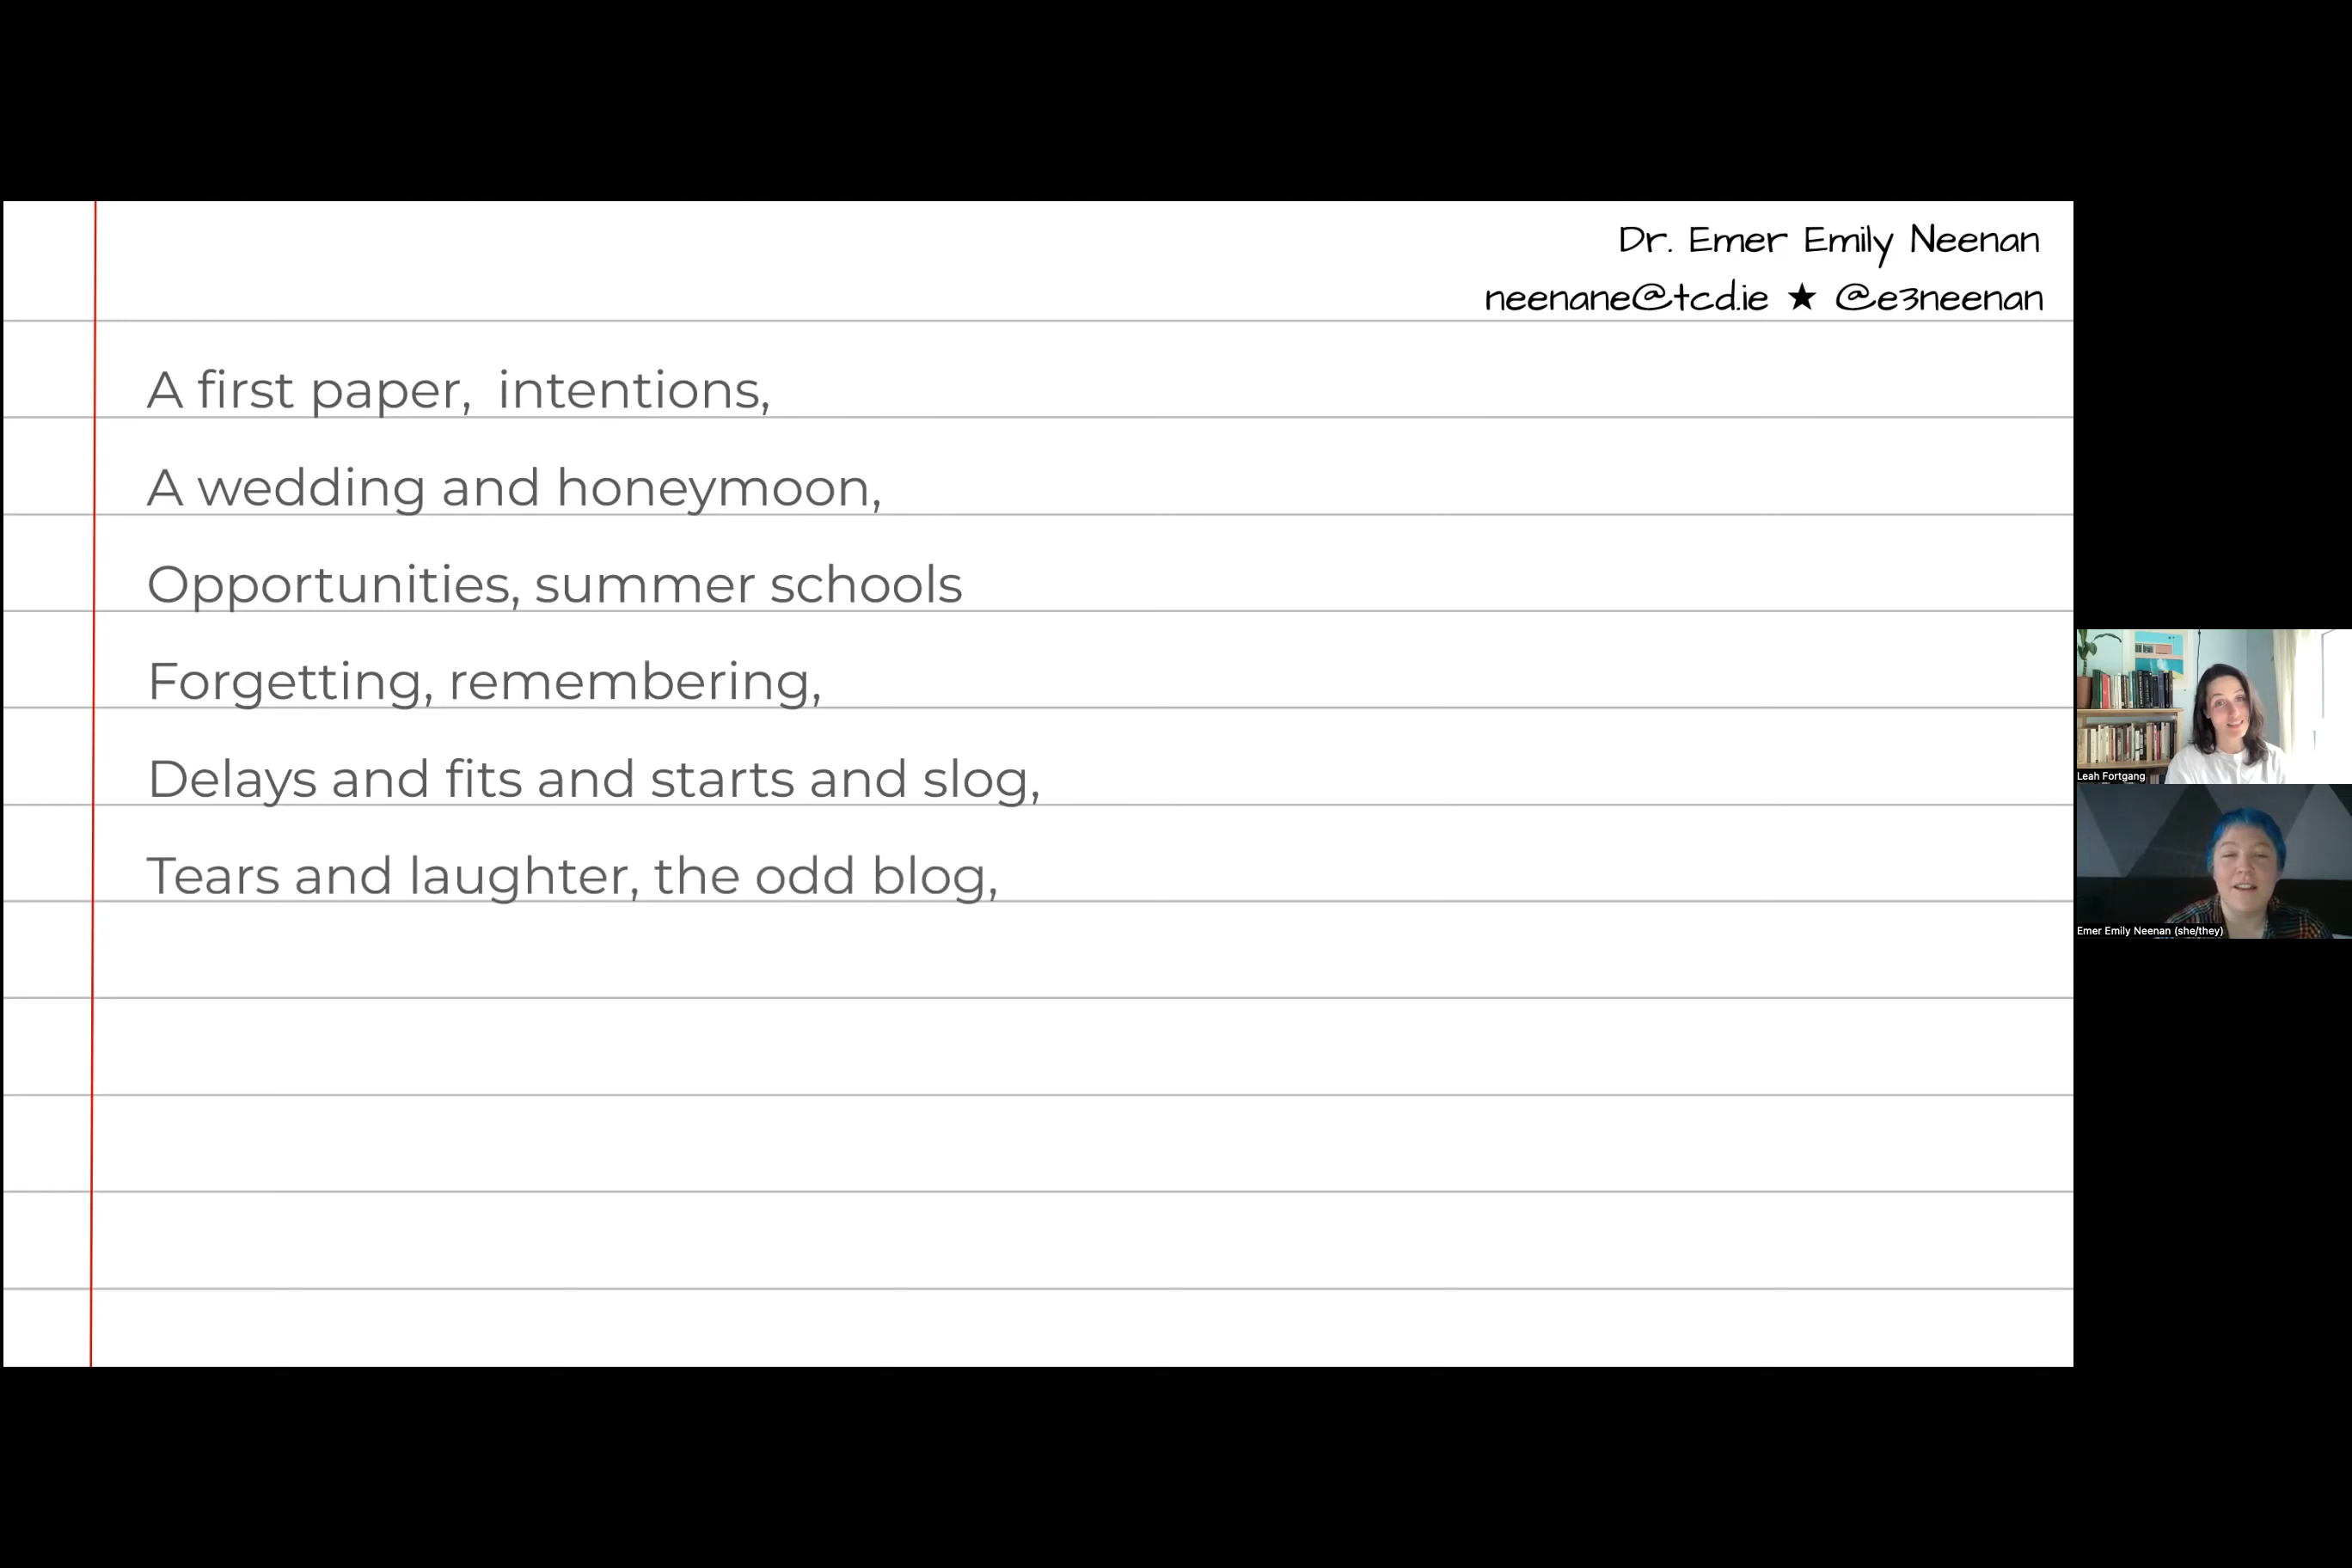 Dr. Emer Emily Neenan
neenane@tcd.ie ★ @e3neenan
A first paper,  intentions,
A wedding and honeymoon,
Opportunities, summer schools
Forgetting, remembering,
Delays and fits and starts and slog,
Tears and laughter, the odd blog,
Leah Fortgang
Emer Emily Neenan (she/they)